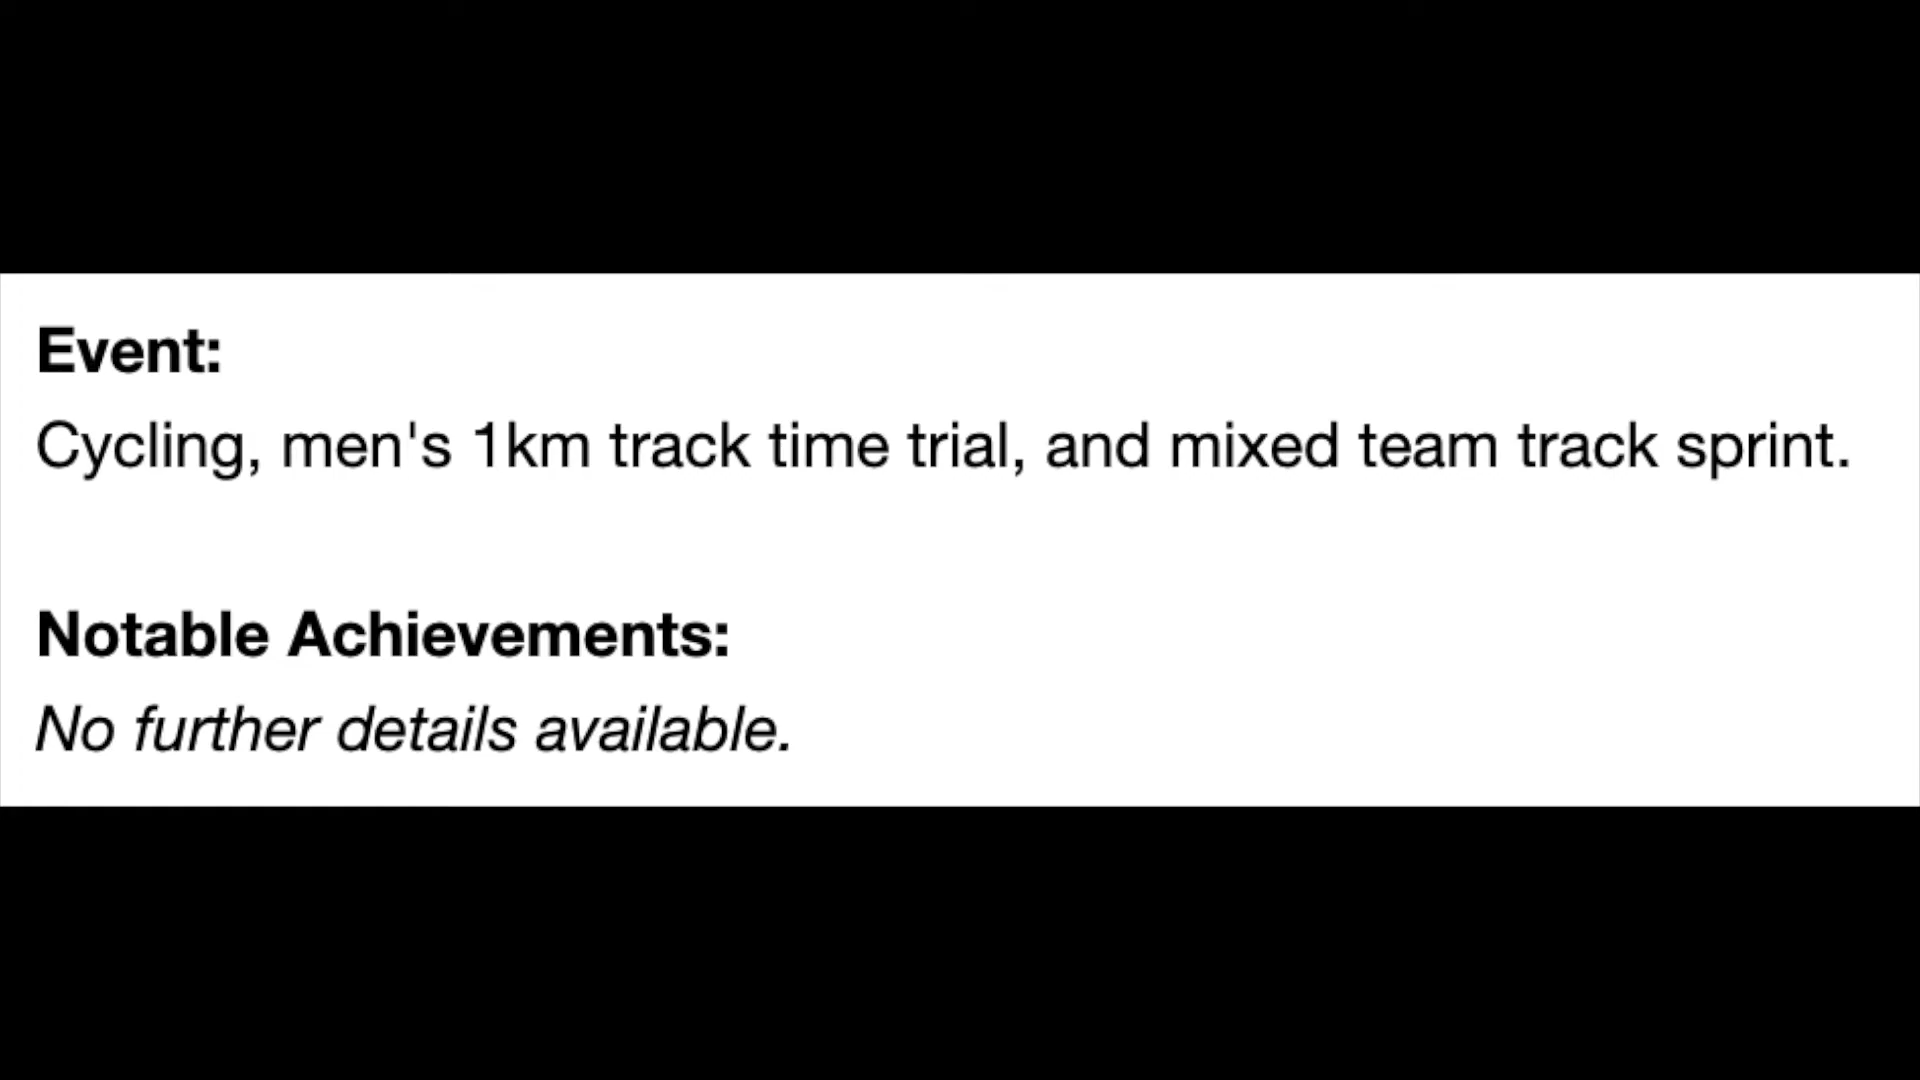 Event:
Cycling, men's 1km track time trial, and mixed team track sprint.
Notable Achievements:
No further details available.